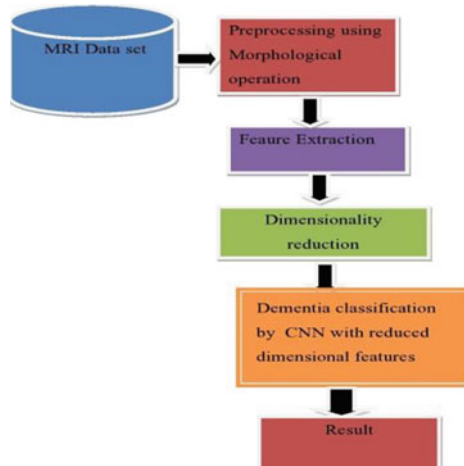 MRI Data set
Preprocessing using
Morphological
operation
Feaure Extraction
Dimensionality
reduction
Dementia classification
by CNN with reduced
dimensional features
Result